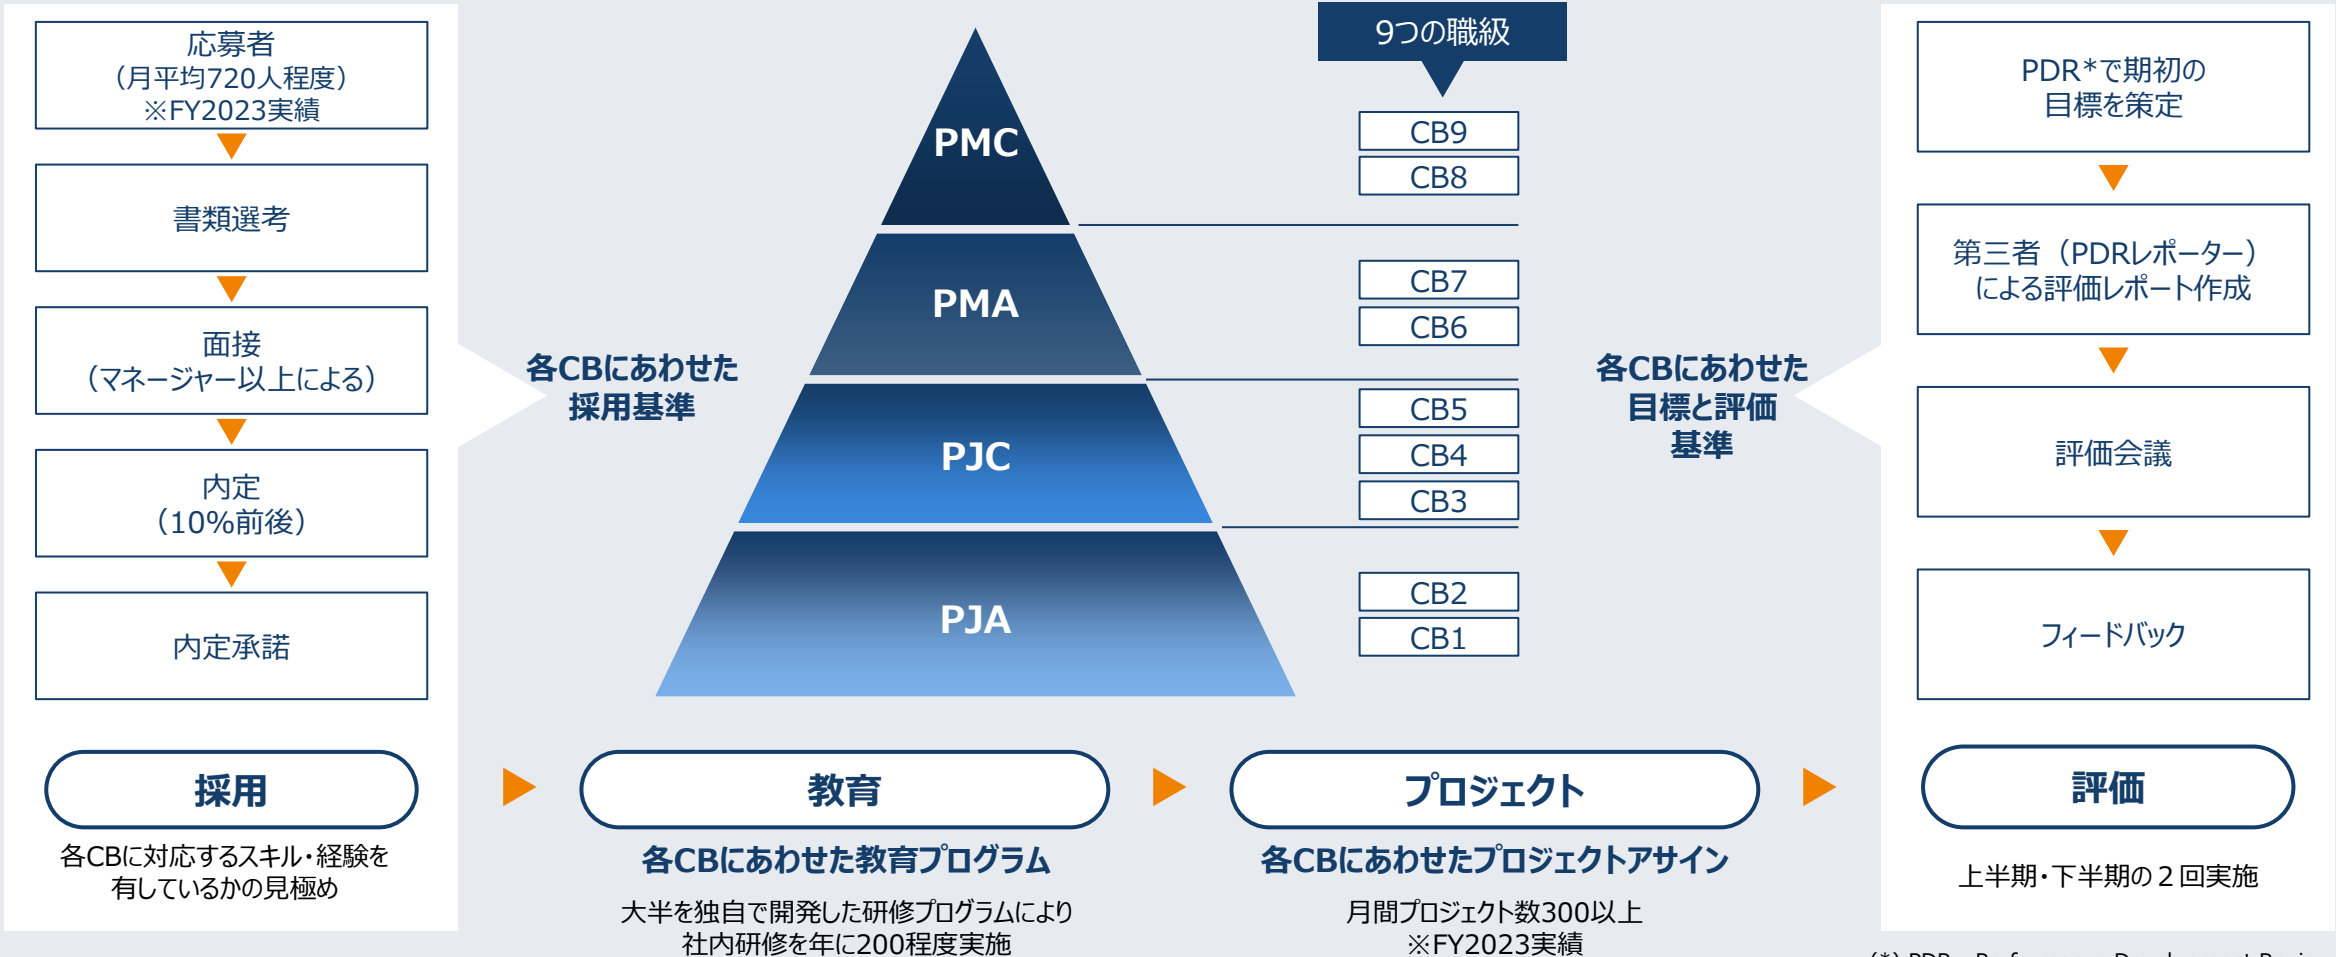 応募者
（月平均720人程度）
※FY2023実績
書類選考
面接
（マネージャー以上による）
内定
（10%前後）
内定承諾
採用
各CBに対応するスキル・経験を
有しているかの見極め
各CBにあわせた
採用基準
PMC
PMA
PJC
PJA
9つの職級
CB9
CB8
CB7
CB6
CB5
CB4
CB3
CB2
CB1
教育
各CBにあわせた教育プログラム
大半を独自で開発した研修プログラムにより
社内研修を年に200程度実施
プロジェクト
各CBにあわせたプロジェクトアサイン
月間プロジェクト数300以上
※FY2023実績
各CBにあわせた
目標と評価
基準
PDR*で期初の
目標を策定
第三者（PDRレポーター）
による評価レポート作成
評価会議
フィードバック
評価
上半期・下半期の２回実施